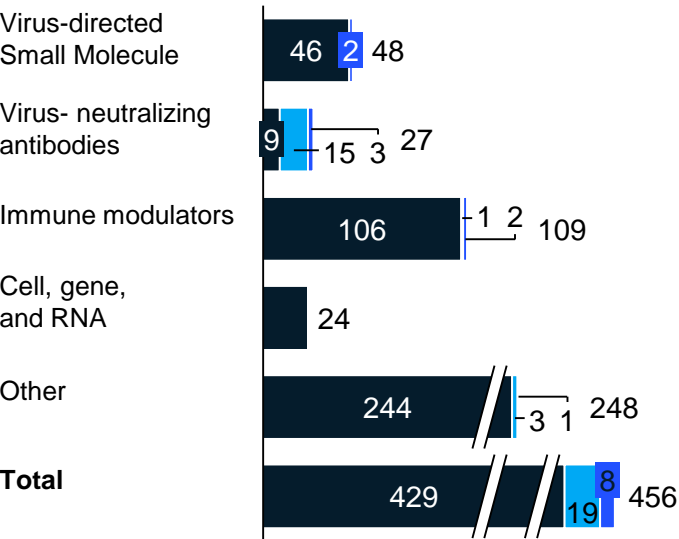 Virus-directed
Small Molecule
46 2 48
Virus- neutralizing
antibodies
9 15 3 27
Immune modulators
106 1 2 109
Cell, gene,
and RNA
24
Other
244 3 1 248
Total
429 19 8 456